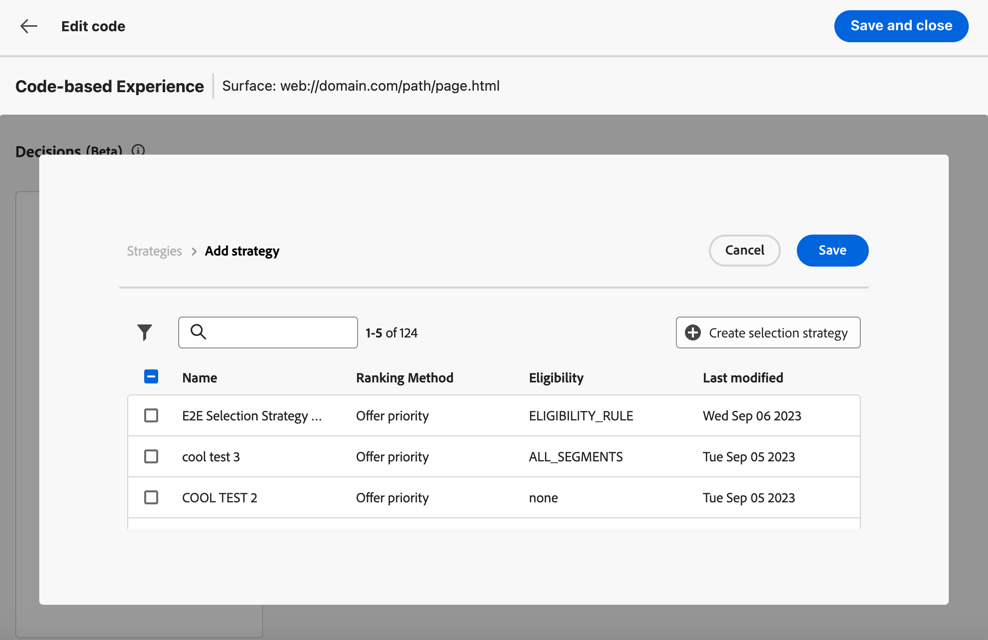 Edit code
Save and close
Code-based Experience
Surface: web://domain.com/path/page.html
Decisions (Beta)
Strategies > Add strategy
Cancel
Save
1-5 of 124
Create selection strategy
Name Ranking Method Eligibility Last modified
E2E Selection Strategy ... Offer priority ELIGIBILITY_RULE Wed Sep 06 2023
cool test 3 Offer priority ALL_SEGMENTS Tue Sep 05 2023
COOL TEST 2 Offer priority none Tue Sep 05 2023